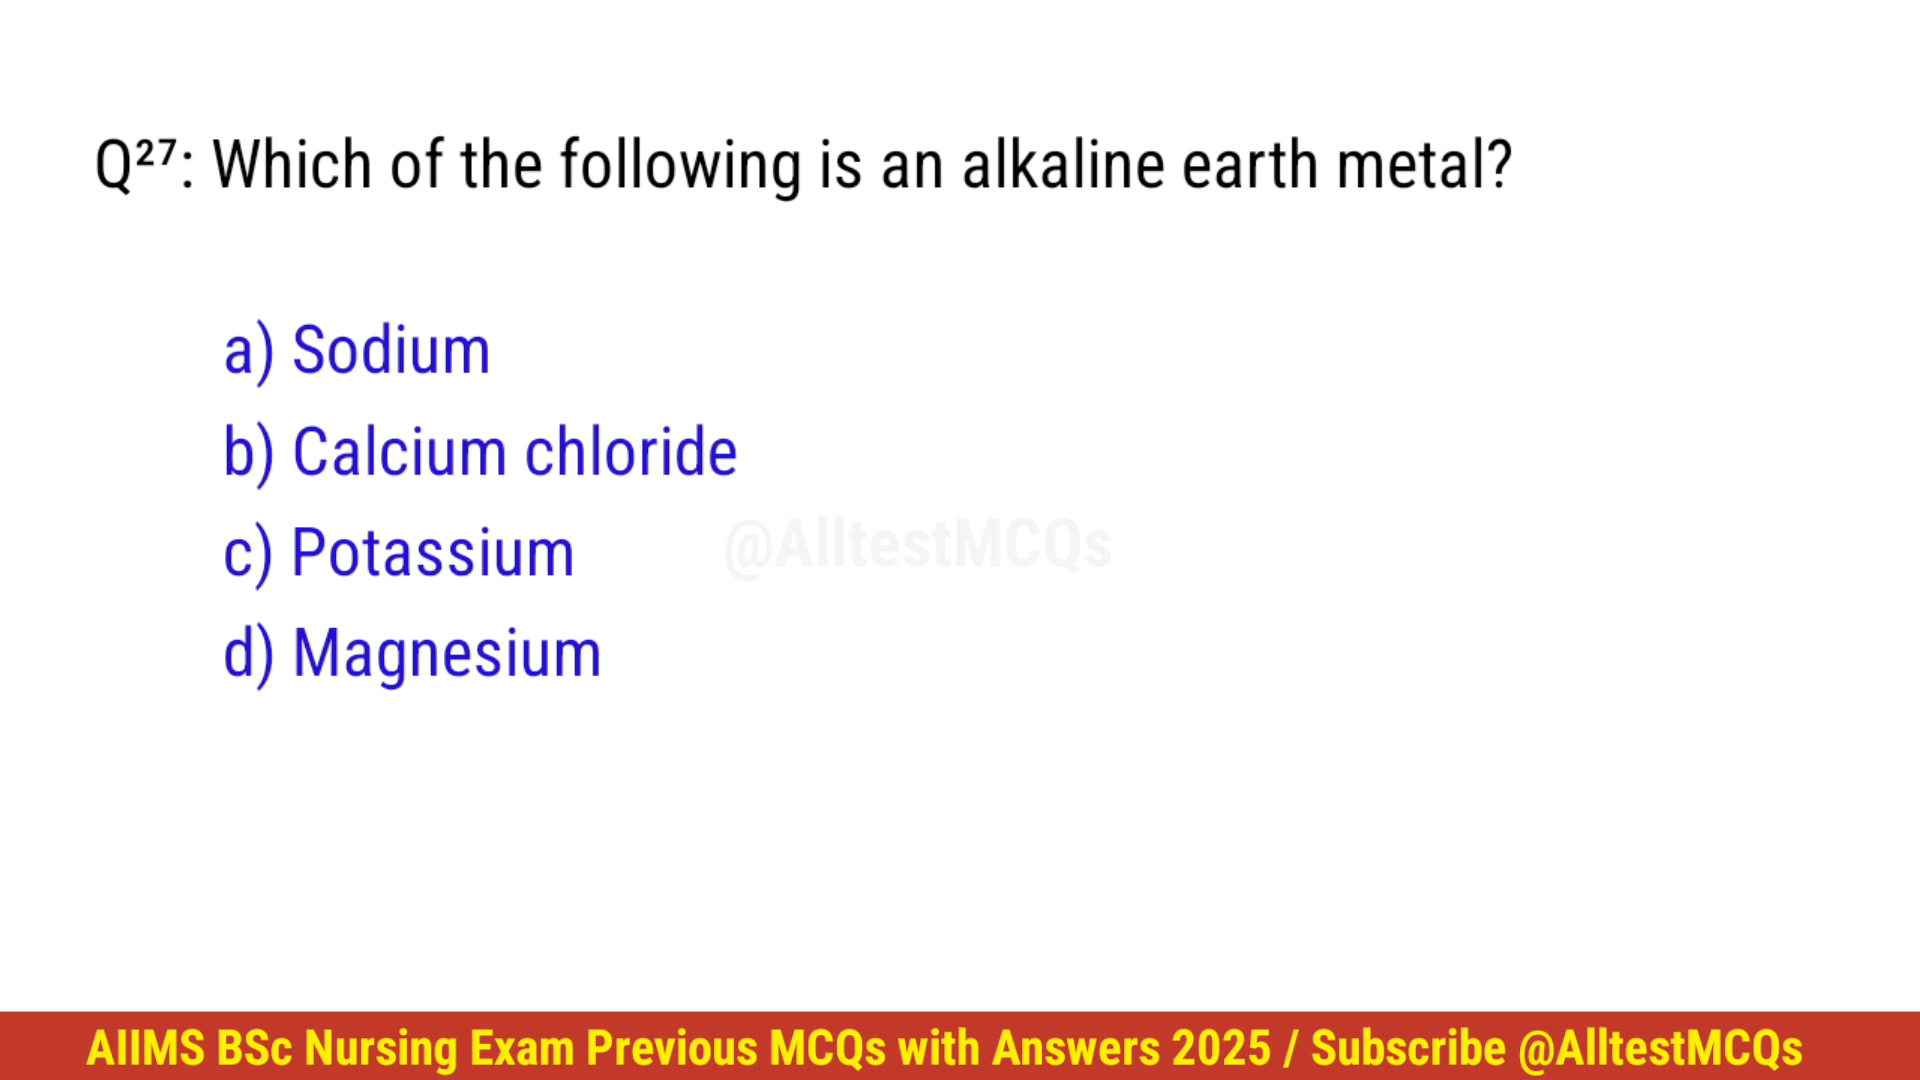 Q²⁷: Which of the following is an alkaline earth metal?
a) Sodium
b) Calcium chloride
c) Potassium
@AlltestMCQs
d) Magnesium
AIIMS BSc Nursing Exam Previous MCQs with Answers 2025 / Subscribe @AlltestMCQs